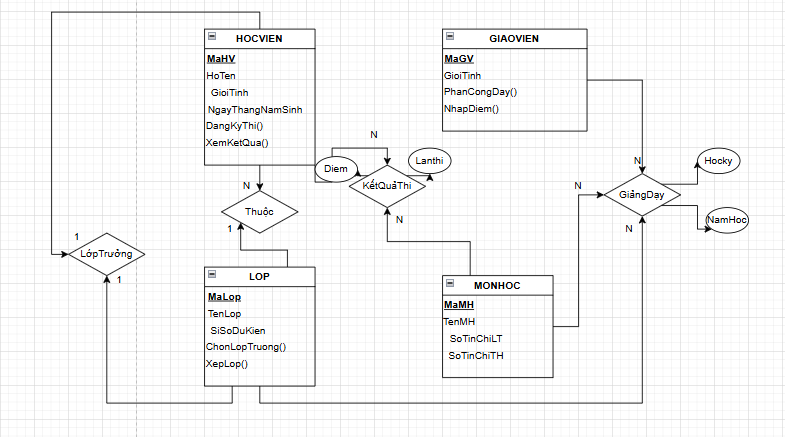 HOCVIEN
MaHV
HoTen
GioiTinh
NgayThangNamSinh
DangKyThi()
XemKetQua()
GIAOVIEN
MaGV
GioiTinh
PhanCongDay()
NhapDiem()
N
Diem
Lanthi
KếtQuảThi
N
N
Thuộc
1
N
Hocky
GiảngDạy
N
NamHoc
N
1
LớpTrưởng
1
LOP
MaLop
TenLop
SiSoDuKien
ChonLopTruong()
XepLop()
MONHOC
MaMH
TenMH
SoTinChiLT
SoTinChiTH